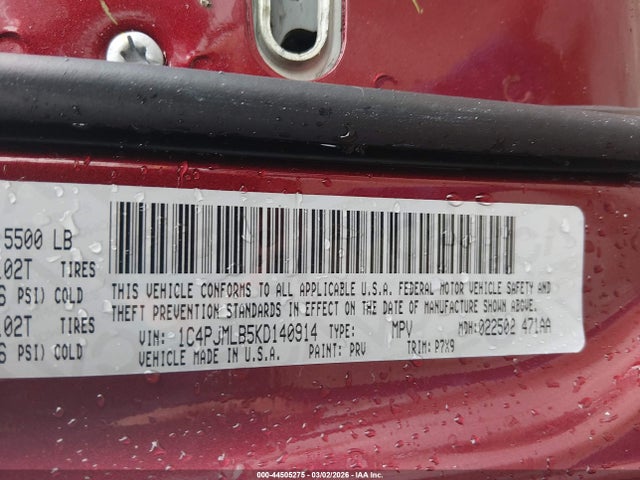 5500 LB
02T TIRES
PSI) COLD
02T TIRES
PSI) COLD
THIS VEHICLE CONFORMS TO ALL APPLICABLE U.S.A. FEDERAL MOTOR VEHICLE SAFETY AND
THEFT PREVENTION STANDARDS IN EFFECT ON THE DATE OF MANUFACTURE SHOWN ABOVE.
VIN: 1C4PJMLB5KD140914 TYPE: MPV MDH:022502 471AA
VEHICLE MADE IN U.S.A. PAINT: PRV TRIM: P7X9
000-44505275 — 03/02/2026 — IAA Inc.